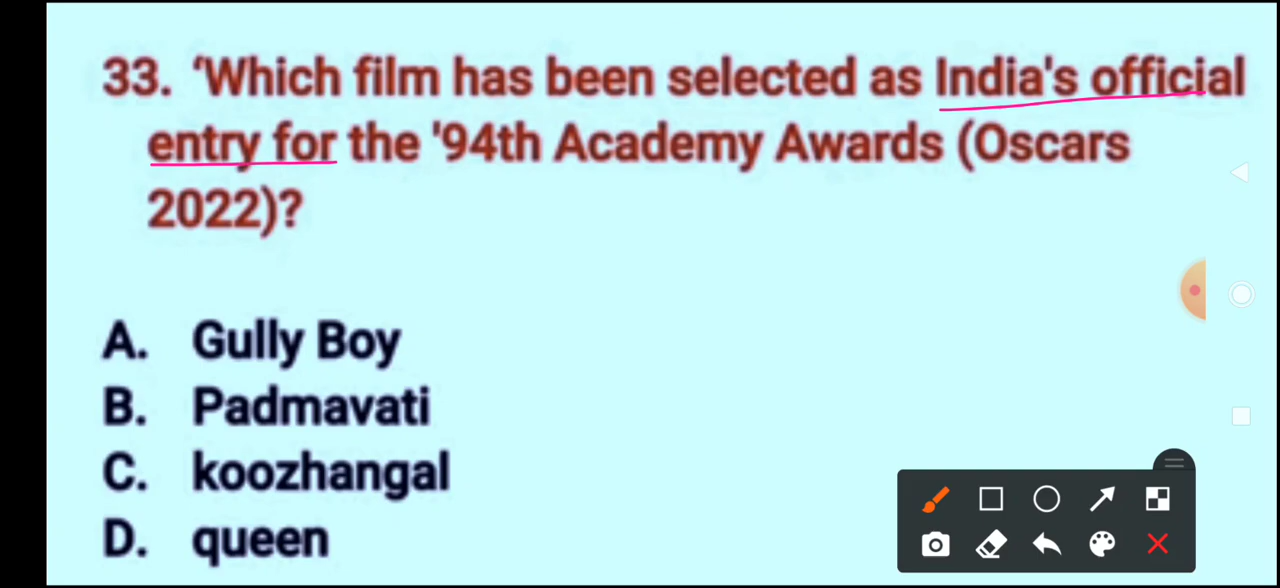 33. ‘Which film has been selected as India's official
entry for the '94th Academy Awards (Oscars
2022)?
A. Gully Boy
B. Padmavati
C. koozhangal
D. queen